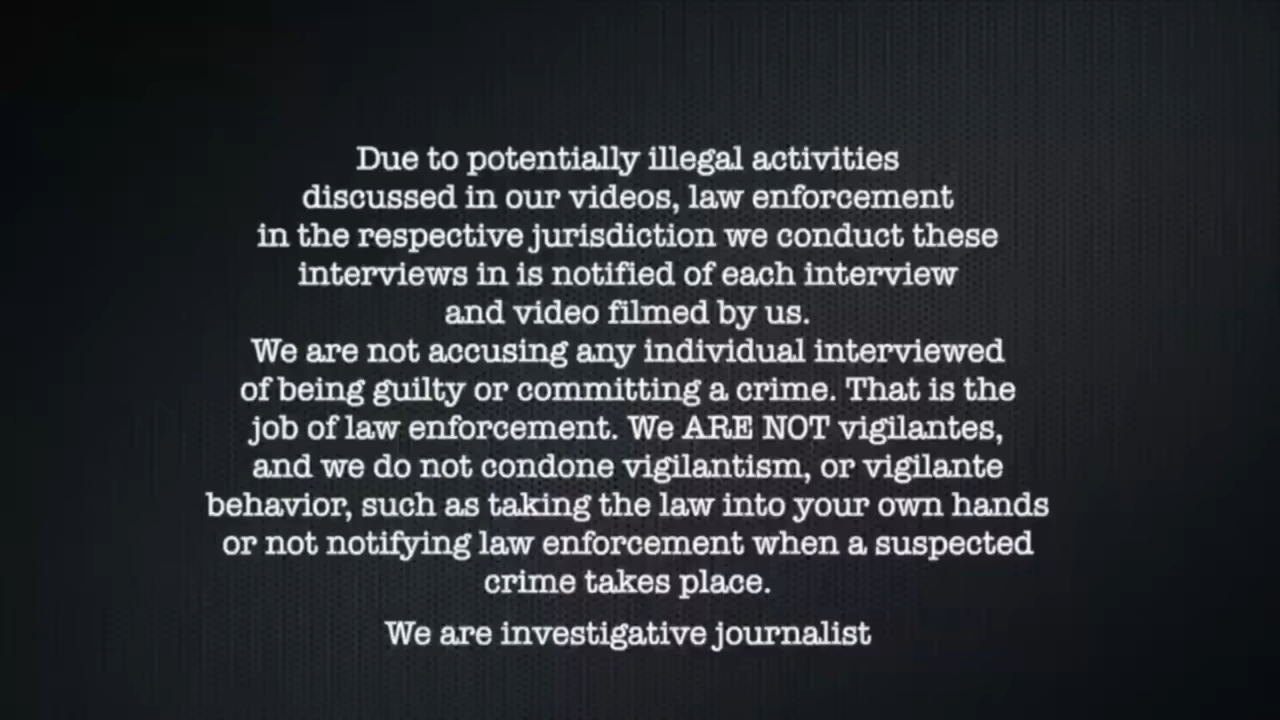 Due to potentially illegal activities
discussed in our videos, law enforcement
in the respective jurisdiction we conduct these
interviews in is notified of each interview
and video filmed by us.
We are not accusing any individual interviewed
of being guilty or committing a crime. That is the
job of law enforcement. We ARE NOT vigilantes,
and we do not condone vigilantism, or vigilante
behavior, such as taking the law into your own hands
or not notifying law enforcement when a suspected
crime takes place.
We are investigative journalist